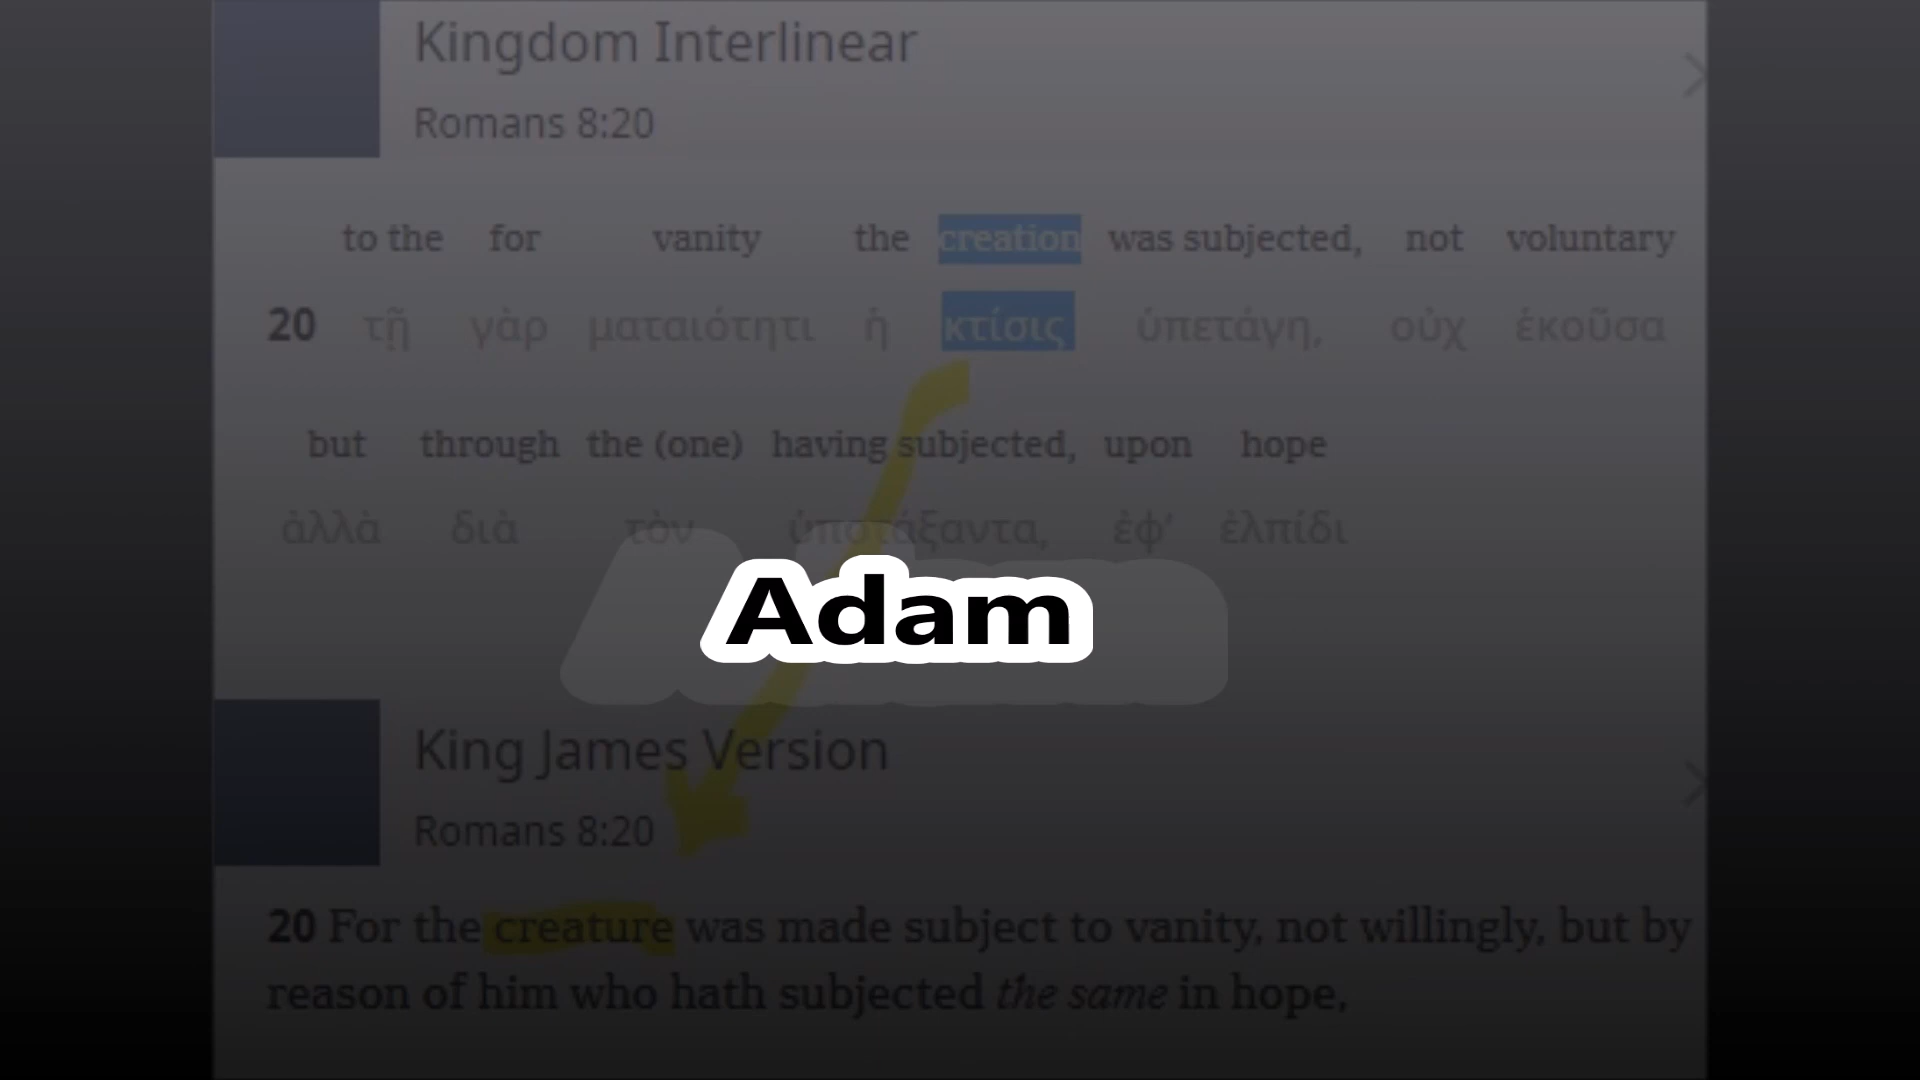 Kingdom Interlinear
Romans 8:20
to the for vanity the creation was subjected, not voluntary
20 τῇ γὰρ ματαιότητι ἡ κτίσις ὑπετάγη, οὐχ ἑκοῦσα
but through the (one) having subjected, upon hope
ἀλλὰ διὰ τὸν ὑποτάξαντα, ἐφ' ἐλπίδι
Adam
King James Version
Romans 8:20
20 For the creature was made subject to vanity, not willingly, but by
reason of him who hath subjected the same in hope,